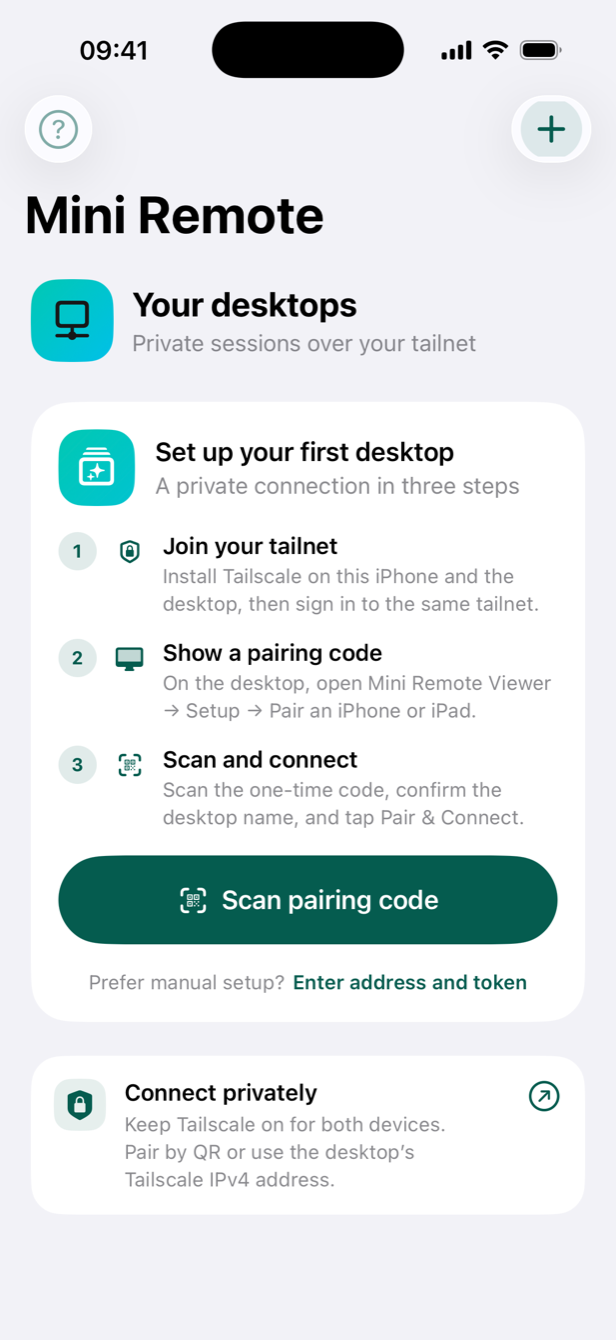 09:41
?
Mini Remote
Your desktops
Private sessions over your tailnet
Set up your first desktop
A private connection in three steps
1
Join your tailnet
Install Tailscale on this iPhone and the
desktop, then sign in to the same tailnet.
2
Show a pairing code
On the desktop, open Mini Remote Viewer
→ Setup → Pair an iPhone or iPad.
3
Scan and connect
Scan the one-time code, confirm the
desktop name, and tap Pair & Connect.
Scan pairing code
Prefer manual setup? Enter address and token
Connect privately
Keep Tailscale on for both devices.
Pair by QR or use the desktop’s
Tailscale IPv4 address.